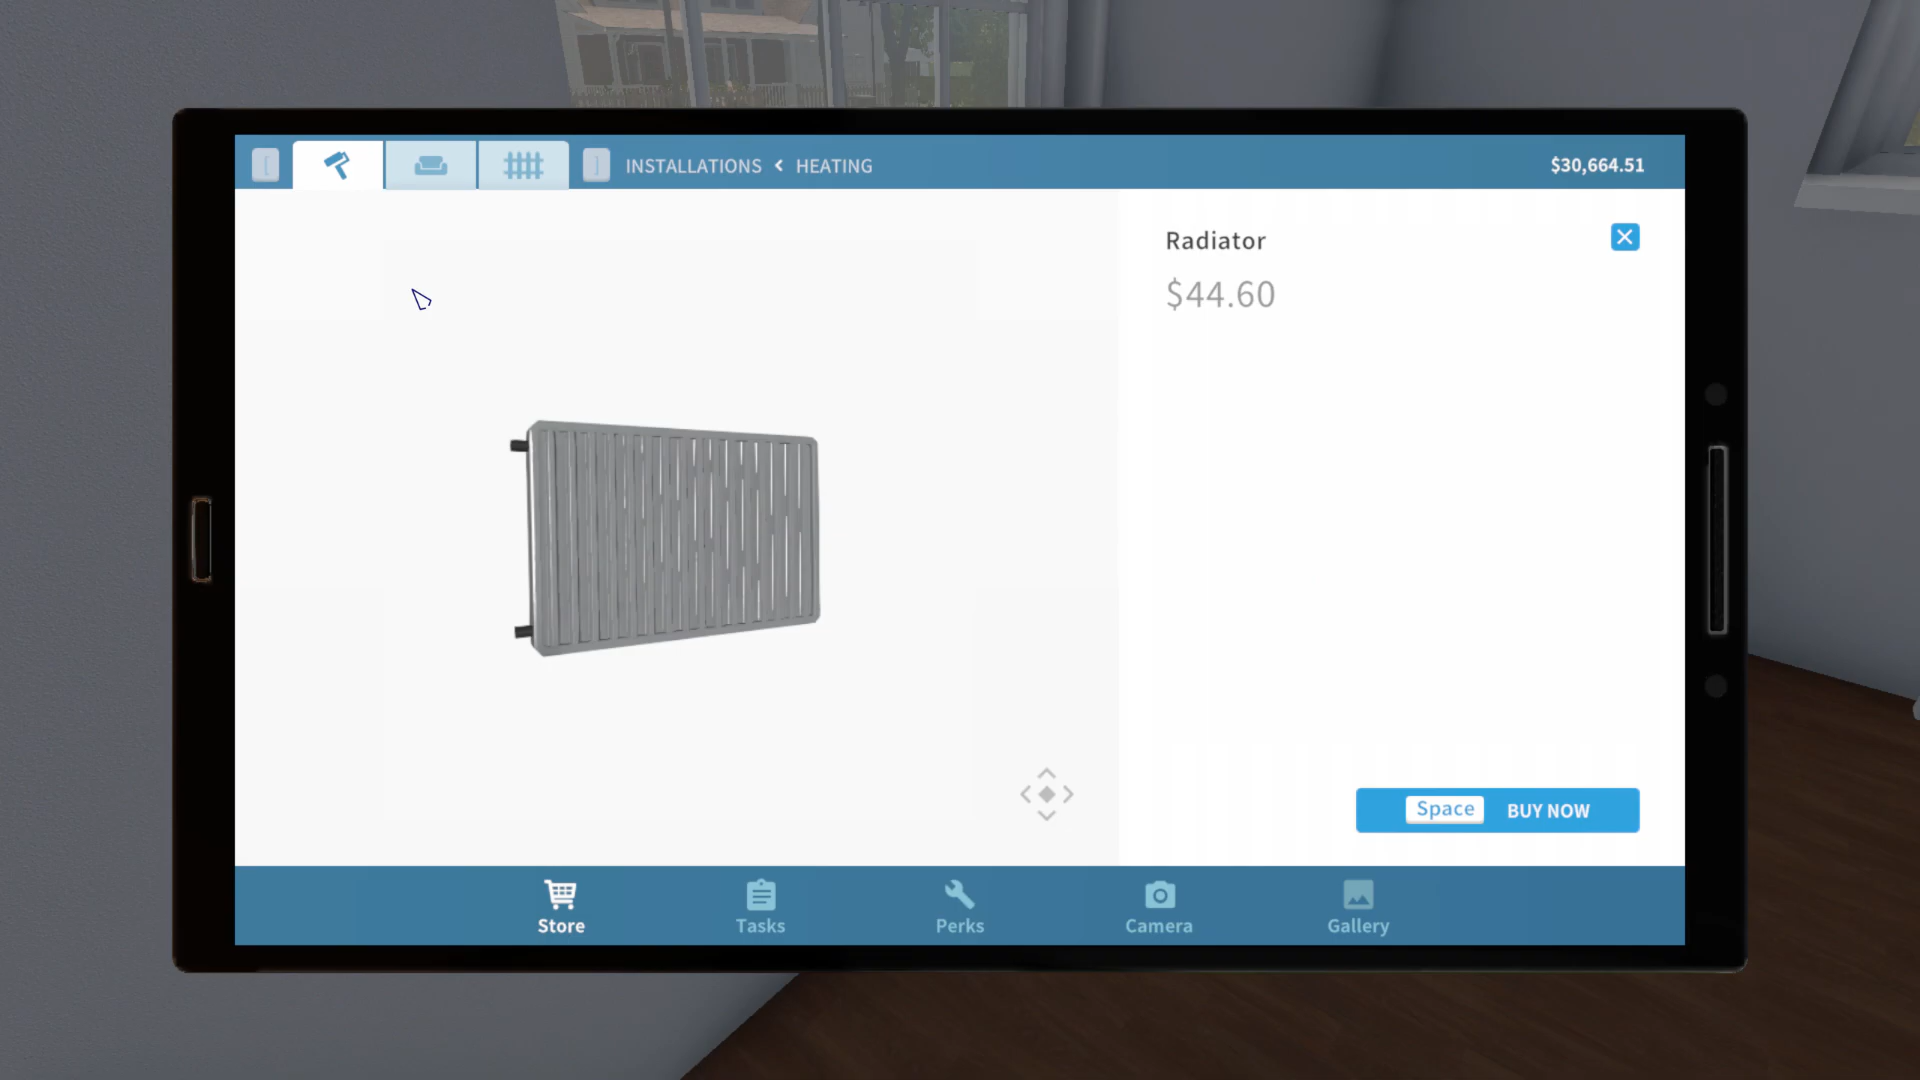 [
]
INSTALLATIONS < HEATING
$30,664.51
Radiator
$44.60
Space BUY NOW
Store
Tasks
Perks
Camera
Gallery